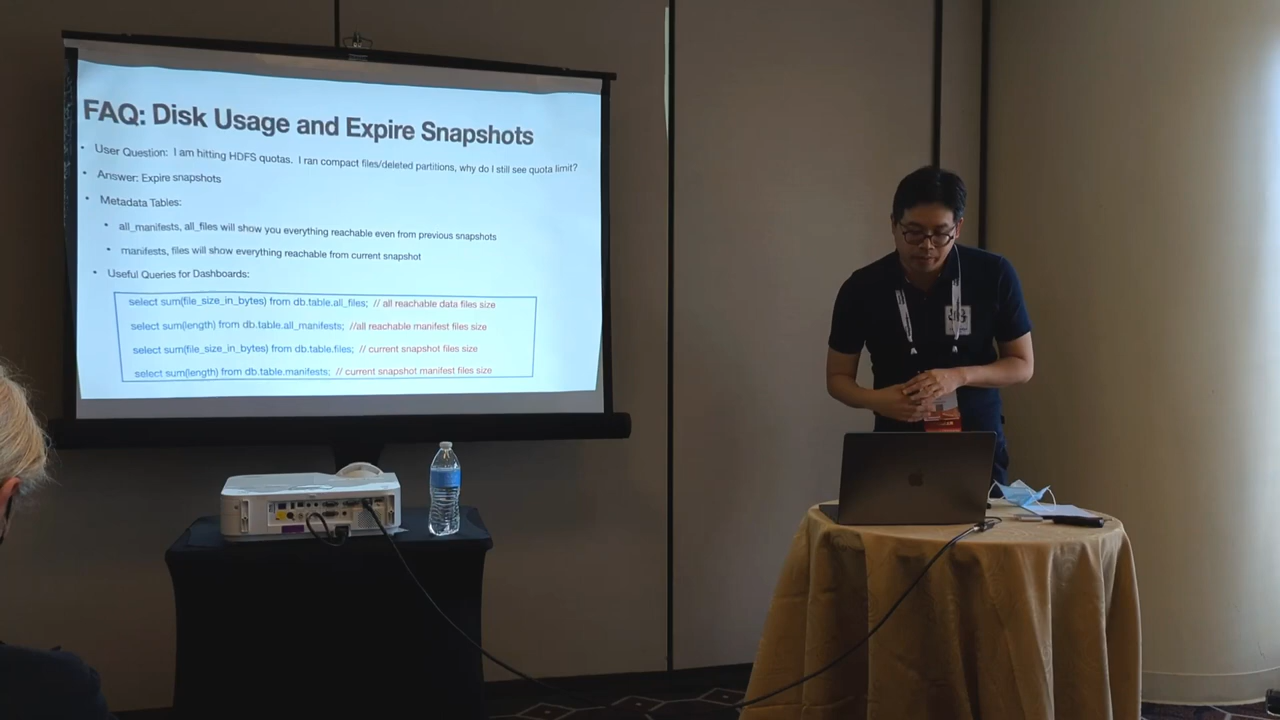 FAQ: Disk Usage and Expire Snapshots
• User Question: I am hitting HDFS quotas. I ran compact files/deleted partitions, why do I still see quota limit?
• Answer: Expire snapshots
• Metadata Tables:
• all_manifests, all_files will show you everything reachable even from previous snapshots
• manifests, files will show everything reachable from current snapshot
• Useful Queries for Dashboards:
select sum(file_size_in_bytes) from db.table.all_files; // all reachable data files size
select sum(length) from db.table.all_manifests; //all reachable manifest files size
select sum(file_size_in_bytes) from db.table.files; // current snapshot files size
select sum(length) from db.table.manifests; // current snapshot manifest files size